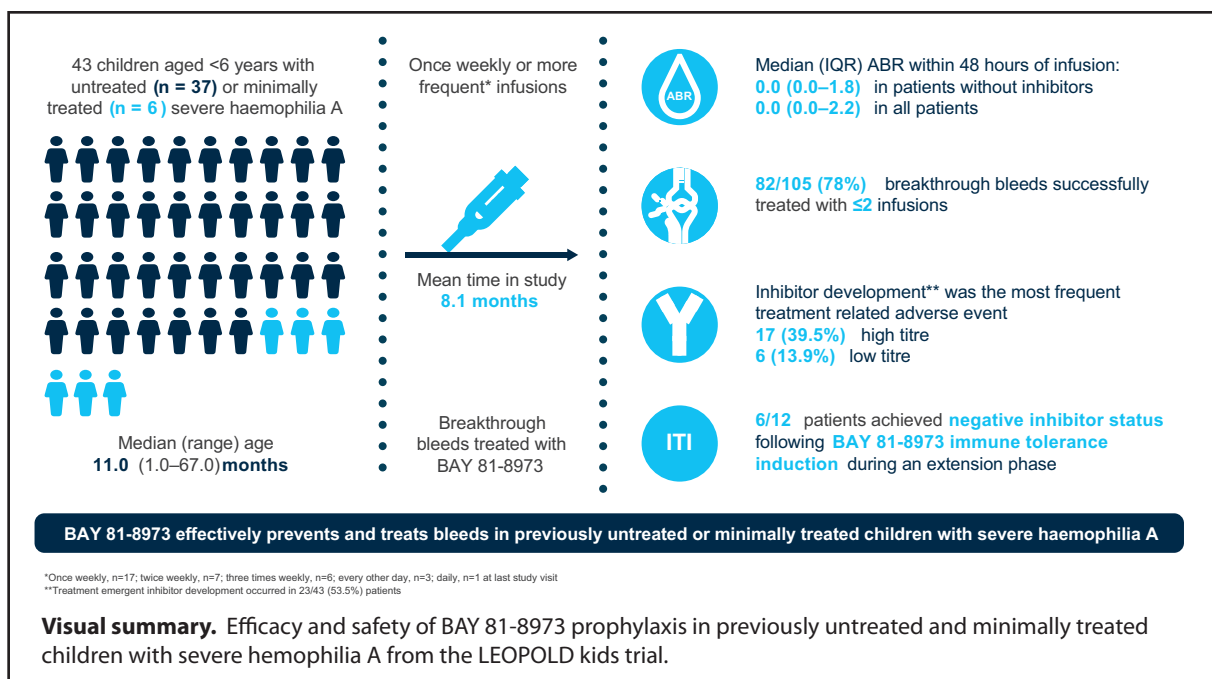 43 children aged <6 years with
untreated (n = 37) or minimally
treated (n = 6 ) severe haemophilia A
Median (range) age
11.0 (1.0–67.0) months
Once weekly or more
frequent* infusions
Mean time in study
8.1 months
Breakthrough
bleeds treated with
BAY 81-8973
ABR
Median (IQR) ABR within 48 hours of infusion:
0.0 (0.0–1.8) in patients without inhibitors
0.0 (0.0–2.2) in all patients
82/105 (78%) breakthrough bleeds successfully
treated with ≤2 infusions
Inhibitor development** was the most frequent
treatment related adverse event
17 (39.5%) high titre
6 (13.9%) low titre
ITI
6/12 patients achieved negative inhibitor status
following BAY 81-8973 immune tolerance
induction during an extension phase
BAY 81-8973 effectively prevents and treats bleeds in previously untreated or minimally treated children with severe haemophilia A
*Once weekly, n=17; twice weekly, n=7; three times weekly, n=6; every other day, n=3; daily, n=1 at last study visit
**Treatment emergent inhibitor development occurred in 23/43 (53.5%) patients
Visual summary. Efficacy and safety of BAY 81-8973 prophylaxis in previously untreated and minimally treated
children with severe hemophilia A from the LEOPOLD kids trial.